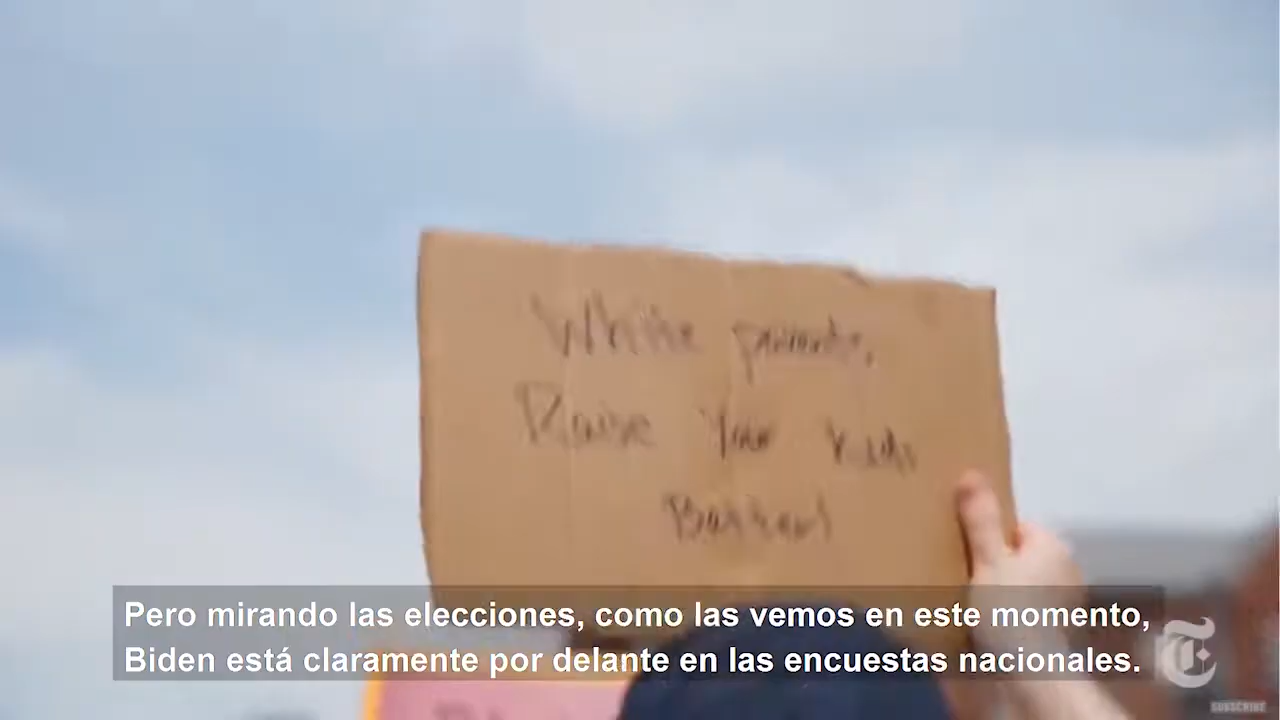 White parents,
Raise Your Kids
Better!
Pero mirando las elecciones, como las vemos en este momento,
Biden está claramente por delante en las encuestas nacionales.
SUBSCRIBE